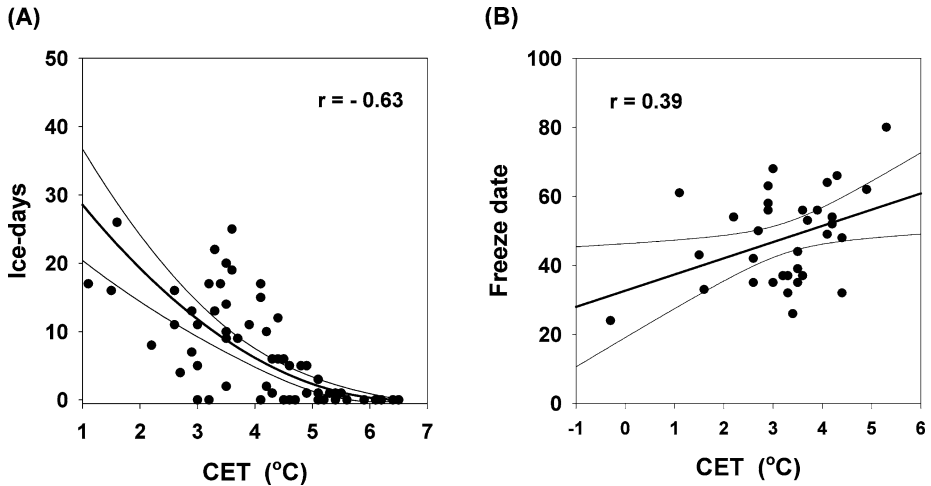 (A)
(B)
50
40
30
20
10
0
Ice-days
r = - 0.63
1 2 3 4 5 6 7
CET (°C)
100
80
60
40
20
0
Freeze date
r = 0.39
-1 0 1 2 3 4 5 6
CET (°C)